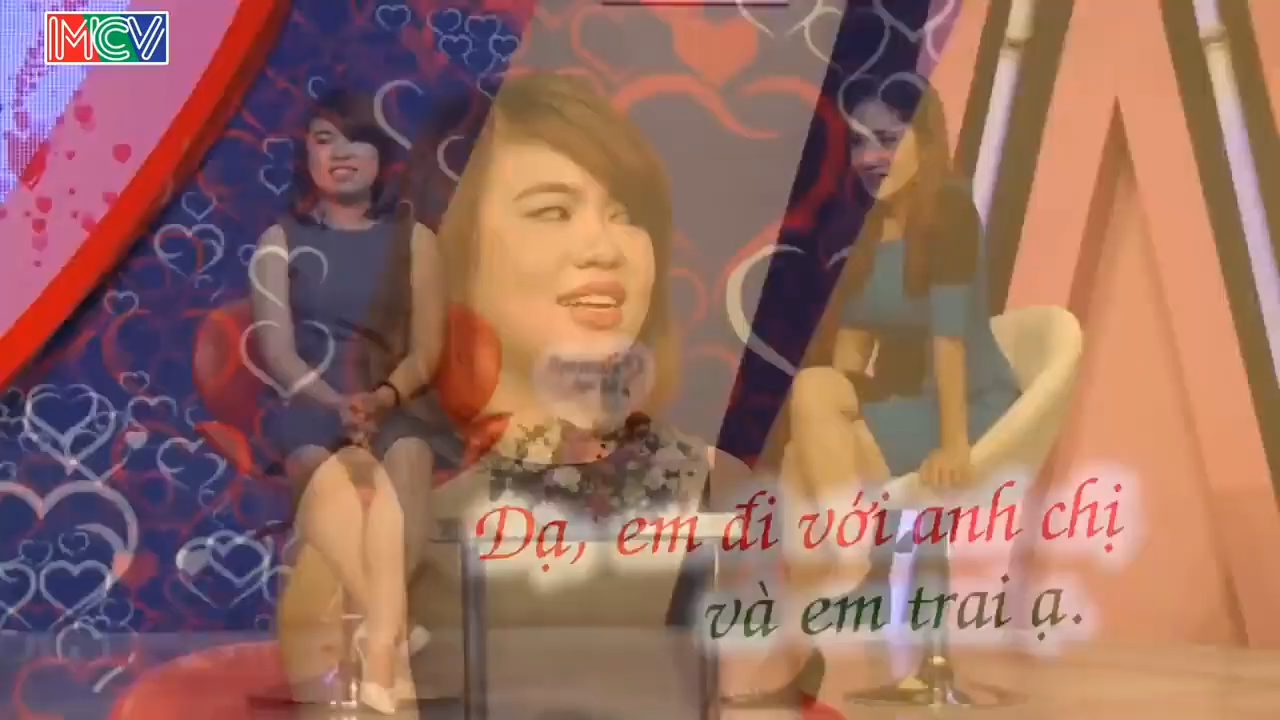 MCV
Dạ, em đi với anh chị
và em trai ạ.